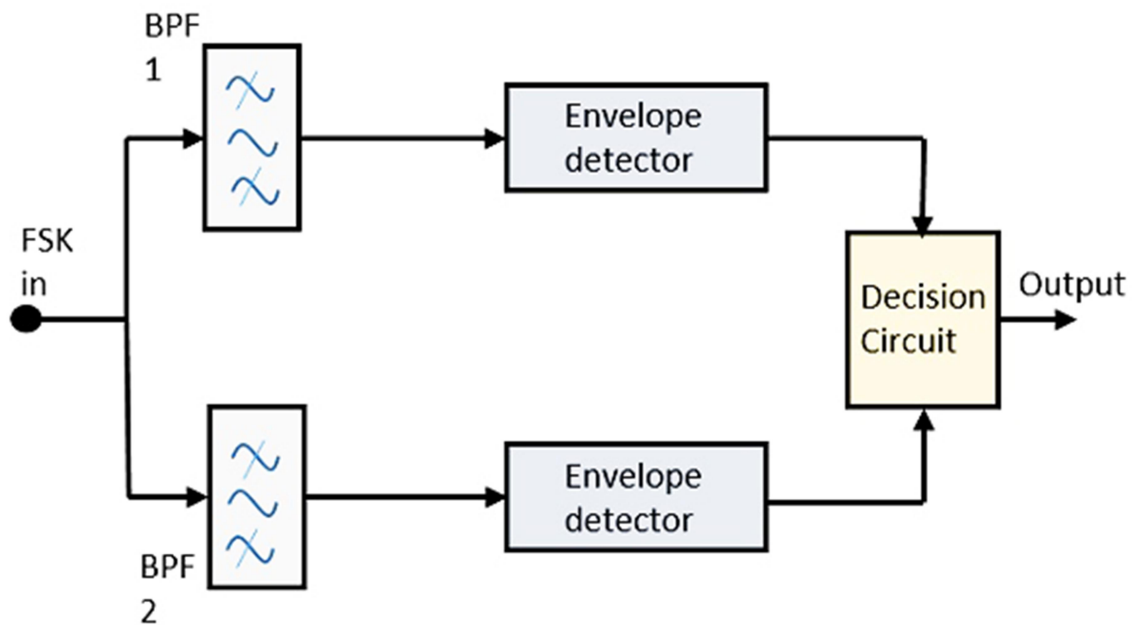 BPF
1
Envelope
detector
FSK
in
Decision
Circuit
Output
Envelope
detector
BPF
2